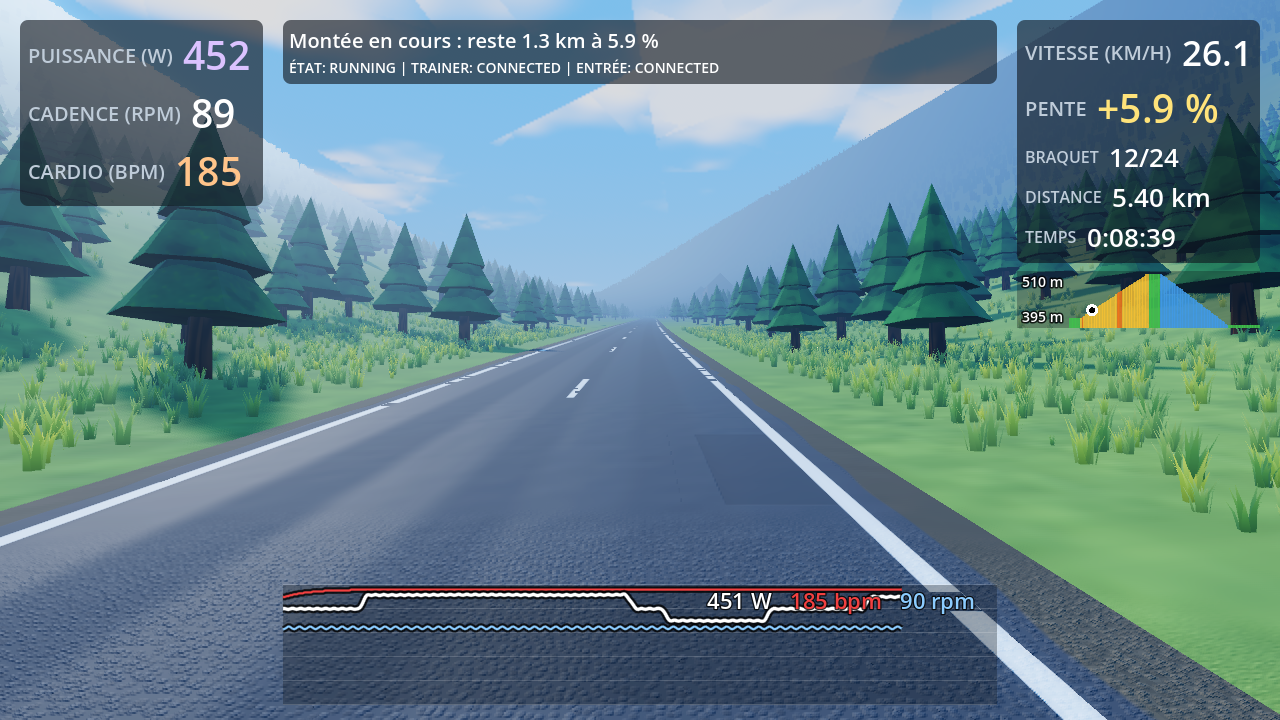 PUISSANCE (W) 452
CADENCE (RPM) 89
CARDIO (BPM) 185
Montée en cours : reste 1.3 km à 5.9 %
ÉTAT: RUNNING | TRAINER: CONNECTED | ENTRÉE: CONNECTED
VITESSE (KM/H) 26.1
PENTE +5.9 %
BRAQUET 12/24
DISTANCE 5.40 km
TEMPS 0:08:39
510 m
395 m
451 W 185 bpm 90 rpm